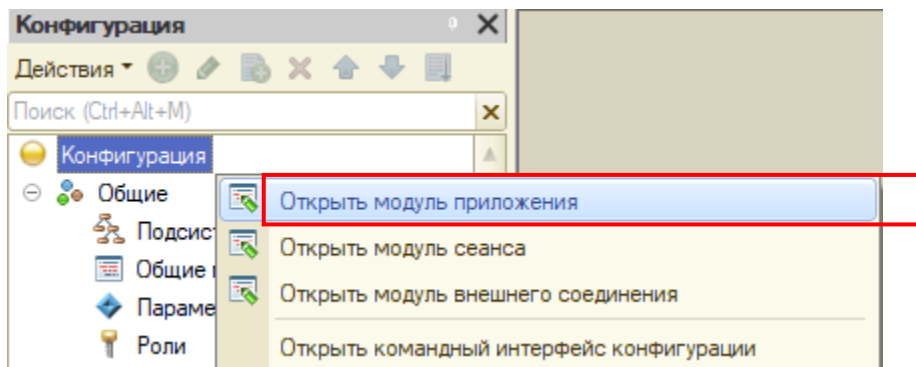 Конфигурация
Действия
Поиск (Ctrl+Alt+M)
Конфигурация
Общие
Открыть модуль приложения
Подсис
Открыть модуль сеанса
Общие
Открыть модуль внешнего соединения
Параме
Роли
Открыть командный интерфейс конфигурации